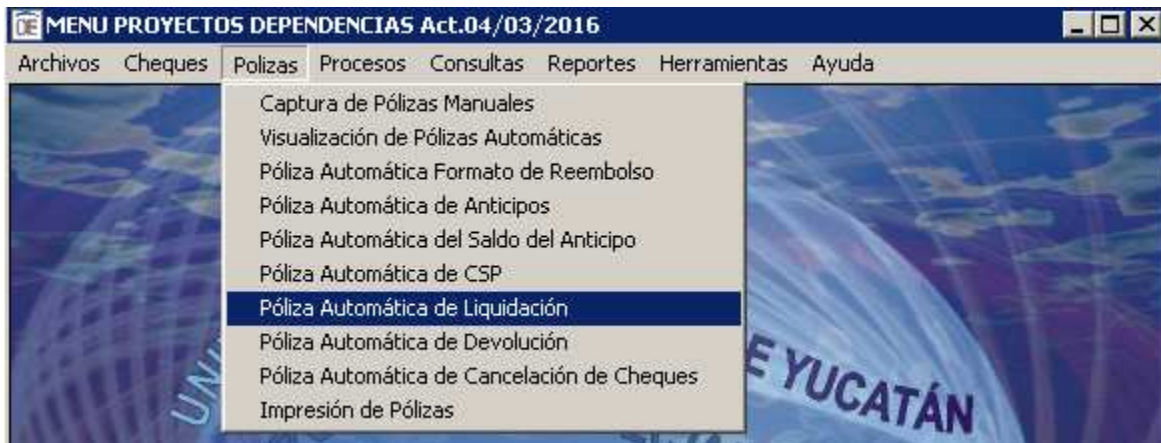 MENU PROYECTOS DEPENDENCIAS Act.04/03/2016
Archivos Cheques Polizas Procesos Consultas Reportes Herramientas Ayuda
Captura de Pólizas Manuales
Visualización de Pólizas Automáticas
Póliza Automática Formato de Reembolso
Póliza Automática de Anticipos
Póliza Automática del Saldo del Anticipo
Póliza Automática de CSP
Póliza Automática de Liquidación
Póliza Automática de Devolución
Póliza Automática de Cancelación de Cheques
Impresión de Pólizas
UNI
E YUCATÁN